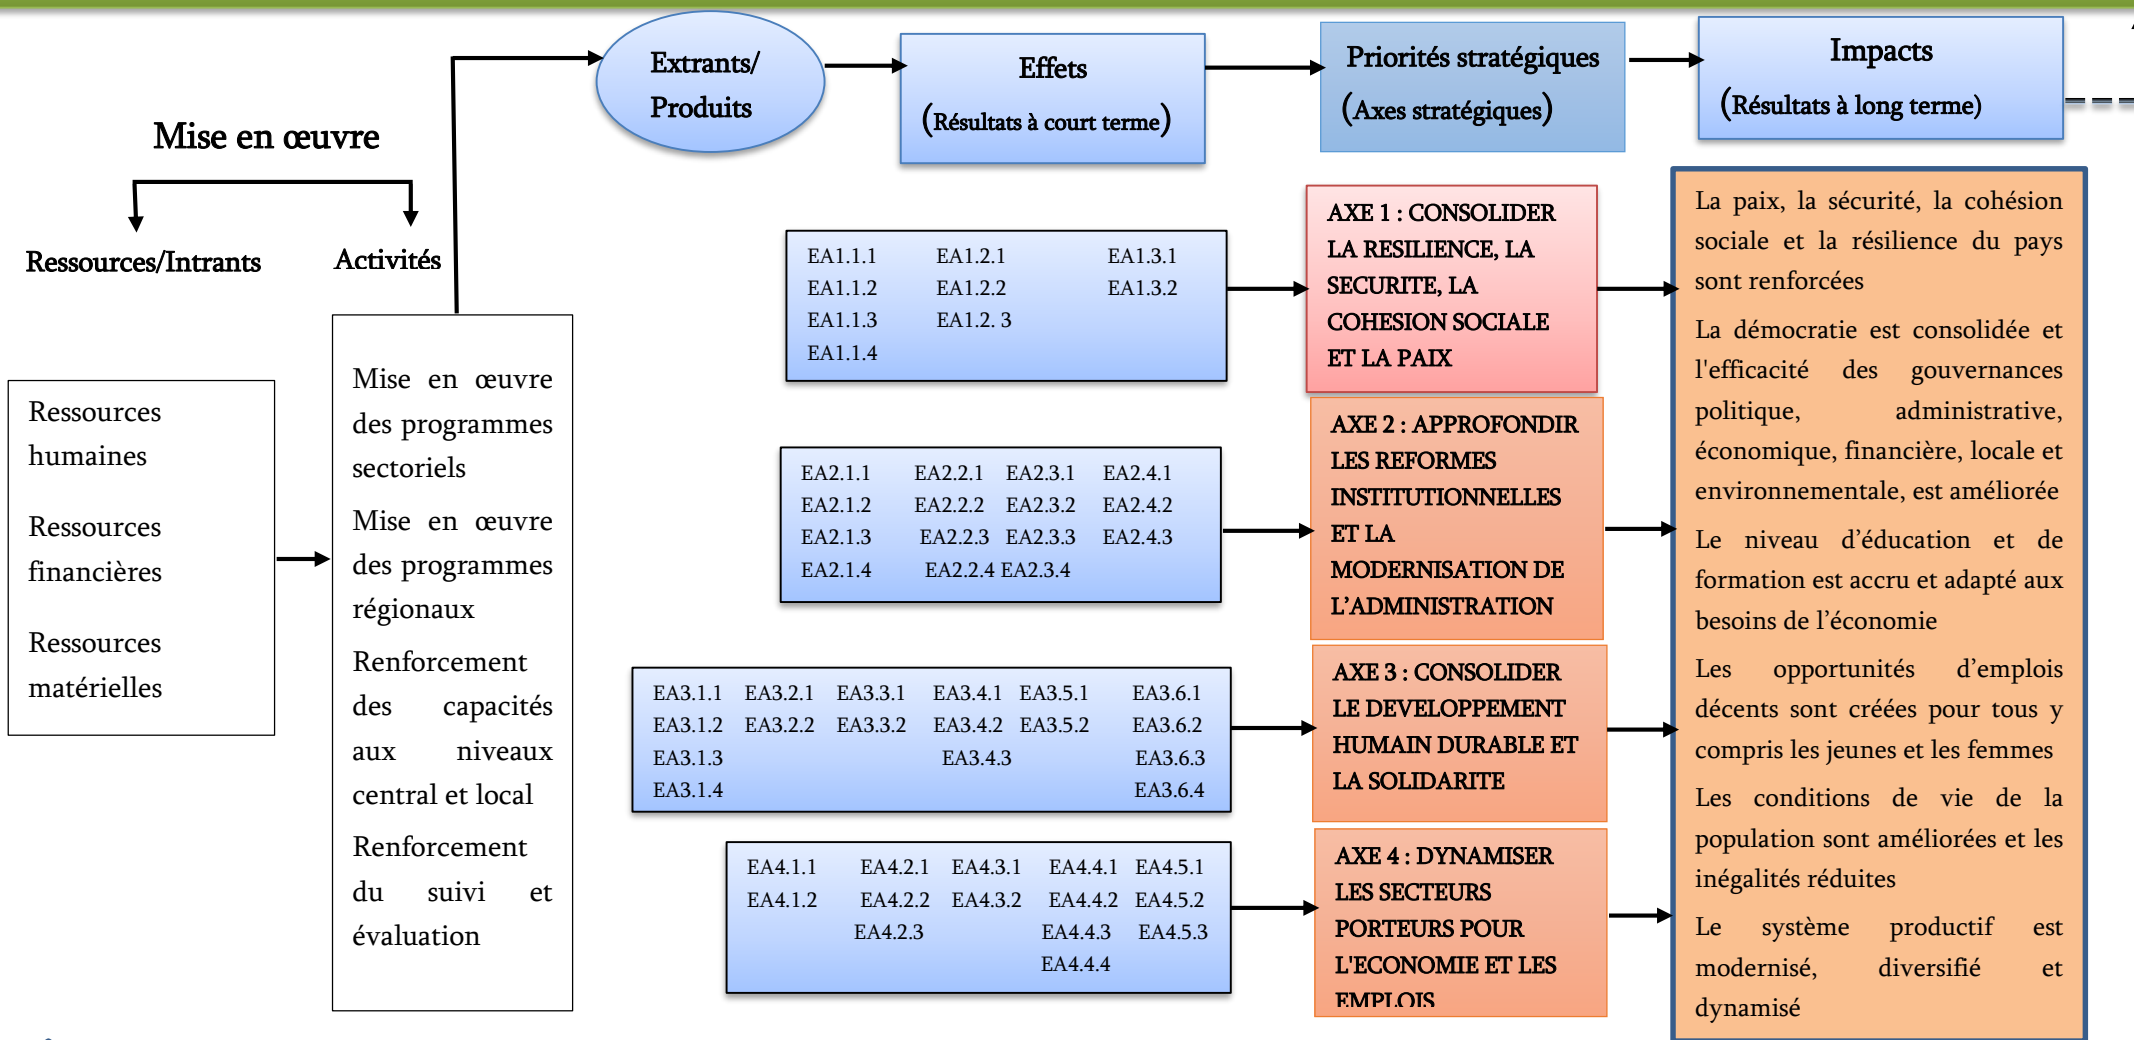 Mise en œuvre
Ressources/Intrants
Activités
Ressources
humaines
Ressources
financières
Ressources
matérielles
Mise en œuvre
des programmes
sectoriels
Mise en œuvre
des programmes
régionaux
Renforcement
des capacités
aux niveaux
central et local
Renforcement
du suivi et
évaluation
Extrants/
Produits
Effets
(Résultats à court terme)
Priorités stratégiques
(Axes stratégiques)
Impacts
(Résultats à long terme)
EA1.1.1 EA1.2.1 EA1.3.1
EA1.1.2 EA1.2.2 EA1.3.2
EA1.1.3 EA1.2. 3
EA1.1.4
AXE 1 : CONSOLIDER
LA RESILIENCE, LA
SECURITE, LA
COHESION SOCIALE
ET LA PAIX
EA2.1.1 EA2.2.1 EA2.3.1 EA2.4.1
EA2.1.2 EA2.2.2 EA2.3.2 EA2.4.2
EA2.1.3 EA2.2.3 EA2.3.3 EA2.4.3
EA2.1.4 EA2.2.4 EA2.3.4
AXE 2 : APPROFONDIR
LES REFORMES
INSTITUTIONNELLES
ET LA
MODERNISATION DE
L’ADMINISTRATION
EA3.1.1 EA3.2.1 EA3.3.1 EA3.4.1 EA3.5.1 EA3.6.1
EA3.1.2 EA3.2.2 EA3.3.2 EA3.4.2 EA3.5.2 EA3.6.2
EA3.1.3 EA3.4.3 EA3.6.3
EA3.1.4 EA3.6.4
AXE 3 : CONSOLIDER
LE DEVELOPPEMENT
HUMAIN DURABLE ET
LA SOLIDARITE
EA4.1.1 EA4.2.1 EA4.3.1 EA4.4.1 EA4.5.1
EA4.1.2 EA4.2.2 EA4.3.2 EA4.4.2 EA4.5.2
EA4.2.3 EA4.4.3 EA4.5.3
EA4.4.4
AXE 4 : DYNAMISER
LES SECTEURS
PORTEURS POUR
L'ECONOMIE ET LES
EMPLOIS
La paix, la sécurité, la cohésion
sociale et la résilience du pays
sont renforcées
La démocratie est consolidée et
l'efficacité des gouvernances
politique, administrative,
économique, financière, locale et
environnementale, est améliorée
Le niveau d’éducation et de
formation est accru et adapté aux
besoins de l’économie
Les opportunités d’emplois
décents sont créées pour tous y
compris les jeunes et les femmes
Les conditions de vie de la
population sont améliorées et les
inégalités réduites
Le système productif est
modernisé, diversifié et
dynamisé